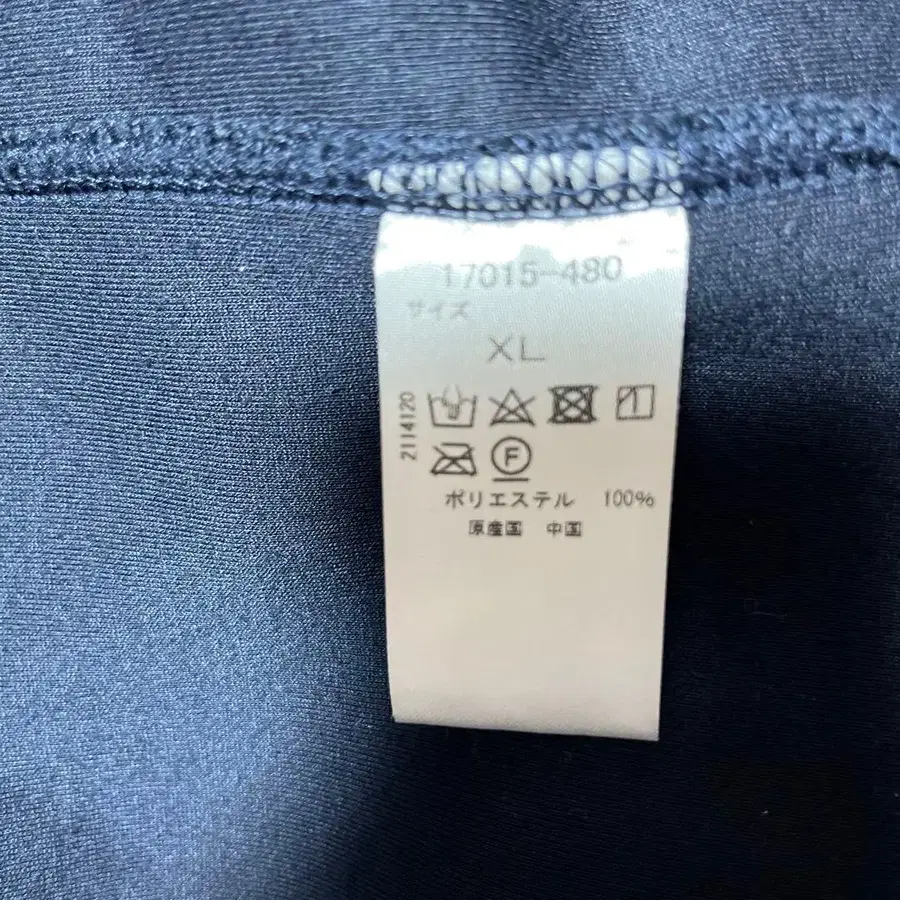 17015-480
サイズ
XL
2114120
F
ポリエステル 100%
原産国 中国